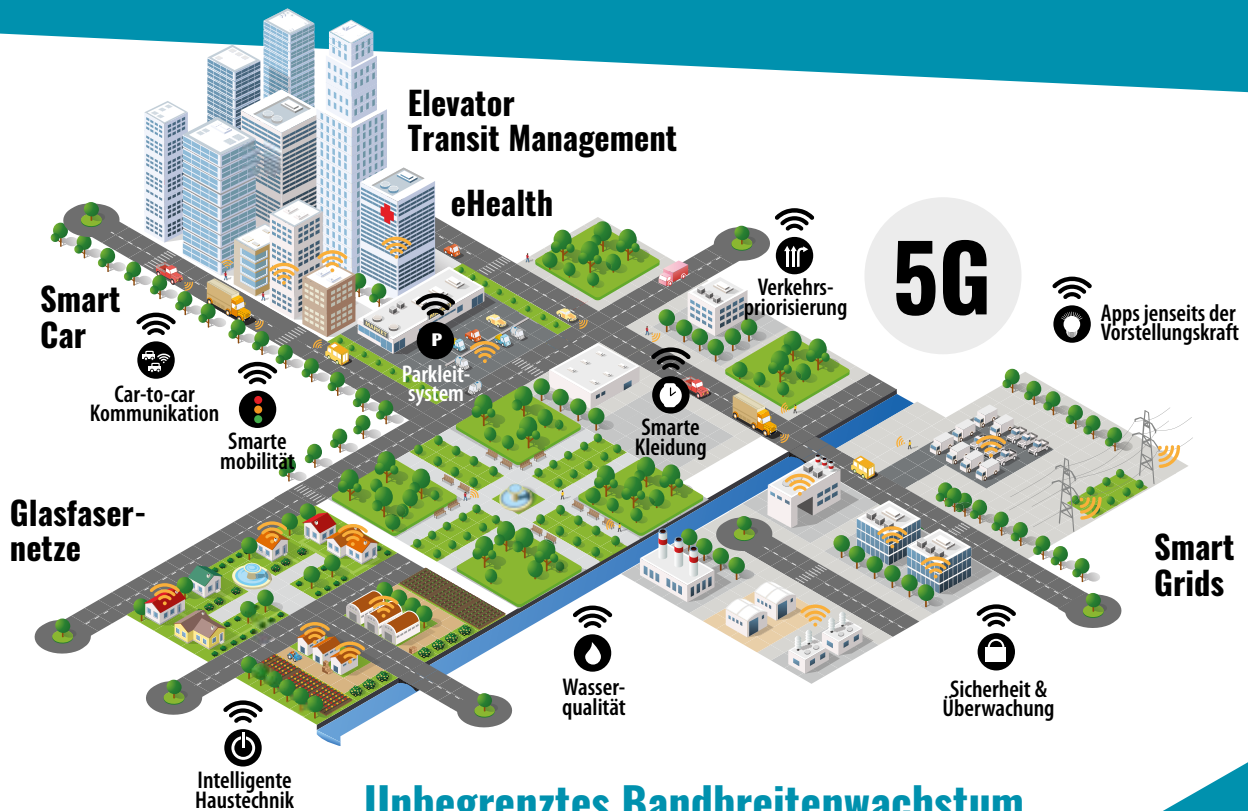 Elevator
Transit Management
eHealth
5G
Verkehrs-
priorisierung
Apps jenseits der
Vorstellungskraft
Smart
Car
Car-to-car
Kommunikation
Smarte
mobilität
MARKET
P
Parkleit-
system
Smarte
Kleidung
Glasfaser-
netze
Smart
Grids
Wasser-
qualität
Sicherheit &
Überwachung
Intelligente
Haustechnik
Unbegrenztes Bandbreitenwachstum